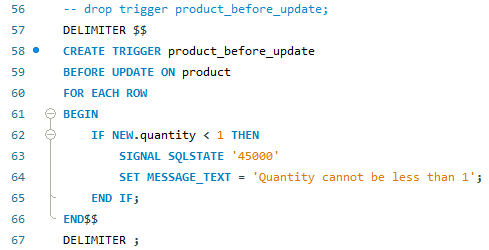 56 -- drop trigger product_before_update;
57 DELIMITER $$
58 CREATE TRIGGER product_before_update
59 BEFORE UPDATE ON product
60 FOR EACH ROW
61 BEGIN
62 IF NEW.quantity < 1 THEN
63 SIGNAL SQLSTATE '45000'
64 SET MESSAGE_TEXT = 'Quantity cannot be less than 1';
65 END IF;
66 END$$
67 DELIMITER ;